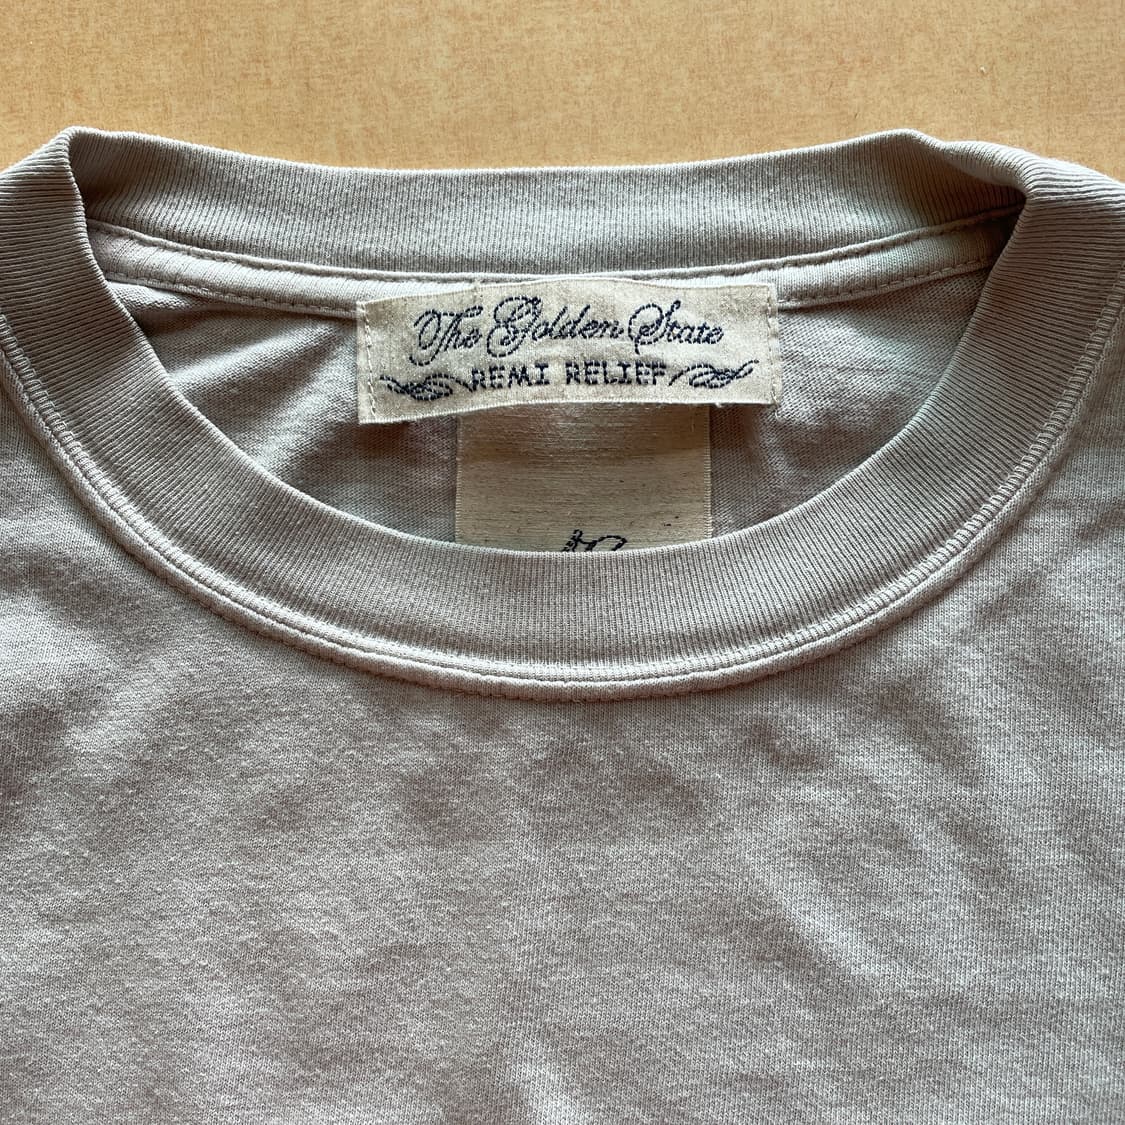 The Golden State
REMI RELIEF